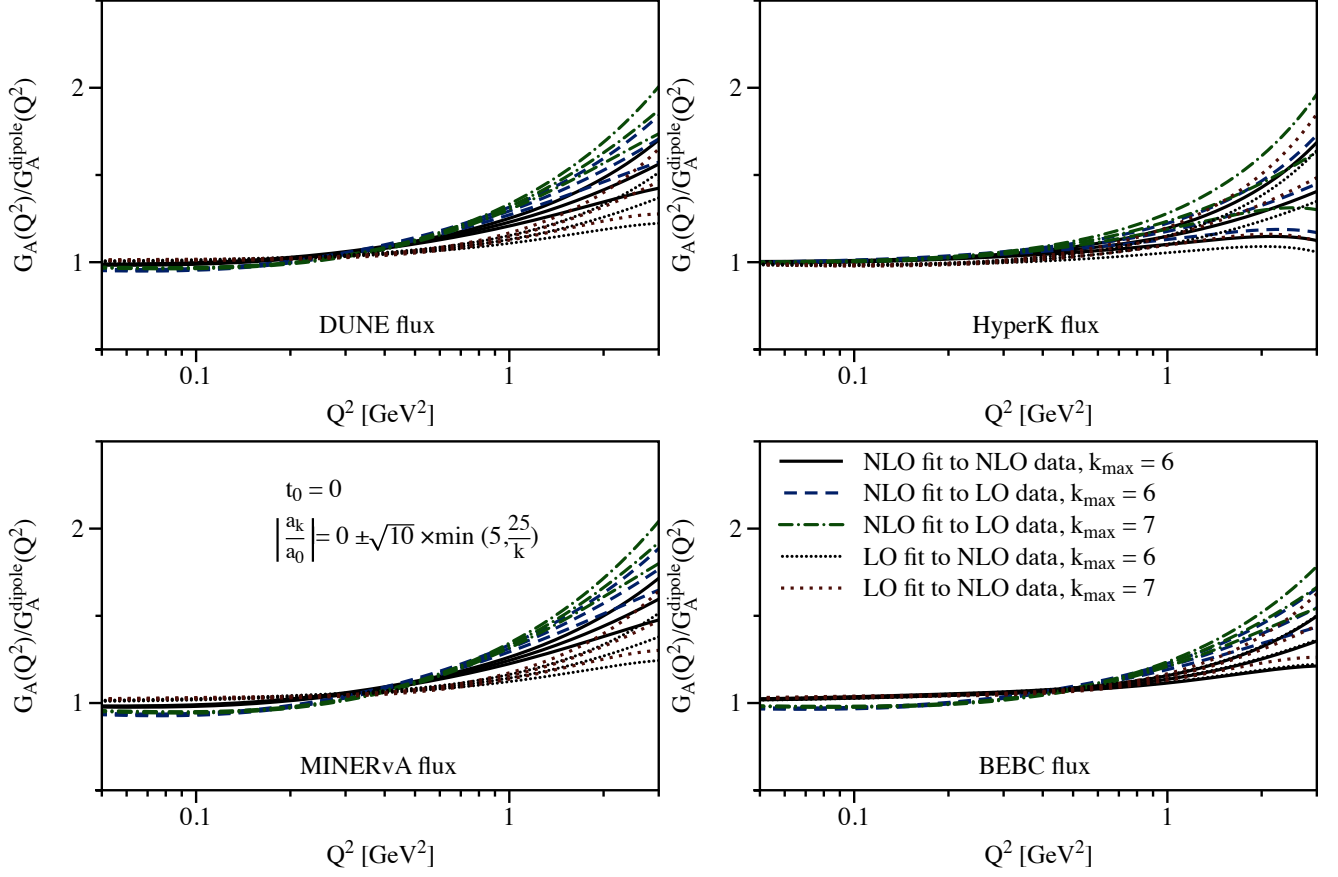 G_A(Q²)/G_A^dipole(Q²)
2
1
DUNE flux
0.1 1
Q² [GeV²]
G_A(Q²)/G_A^dipole(Q²)
2
1
HyperK flux
0.1 1
Q² [GeV²]
G_A(Q²)/G_A^dipole(Q²)
2
1
t₀ = 0
|a_k/a_0| = 0 ±√10 ×min (5,25/k)
MINERvA flux
0.1 1
Q² [GeV²]
G_A(Q²)/G_A^dipole(Q²)
2
1
NLO fit to NLO data, k_max = 6
NLO fit to LO data, k_max = 6
NLO fit to LO data, k_max = 7
LO fit to NLO data, k_max = 6
LO fit to NLO data, k_max = 7
BEBC flux
0.1 1
Q² [GeV²]